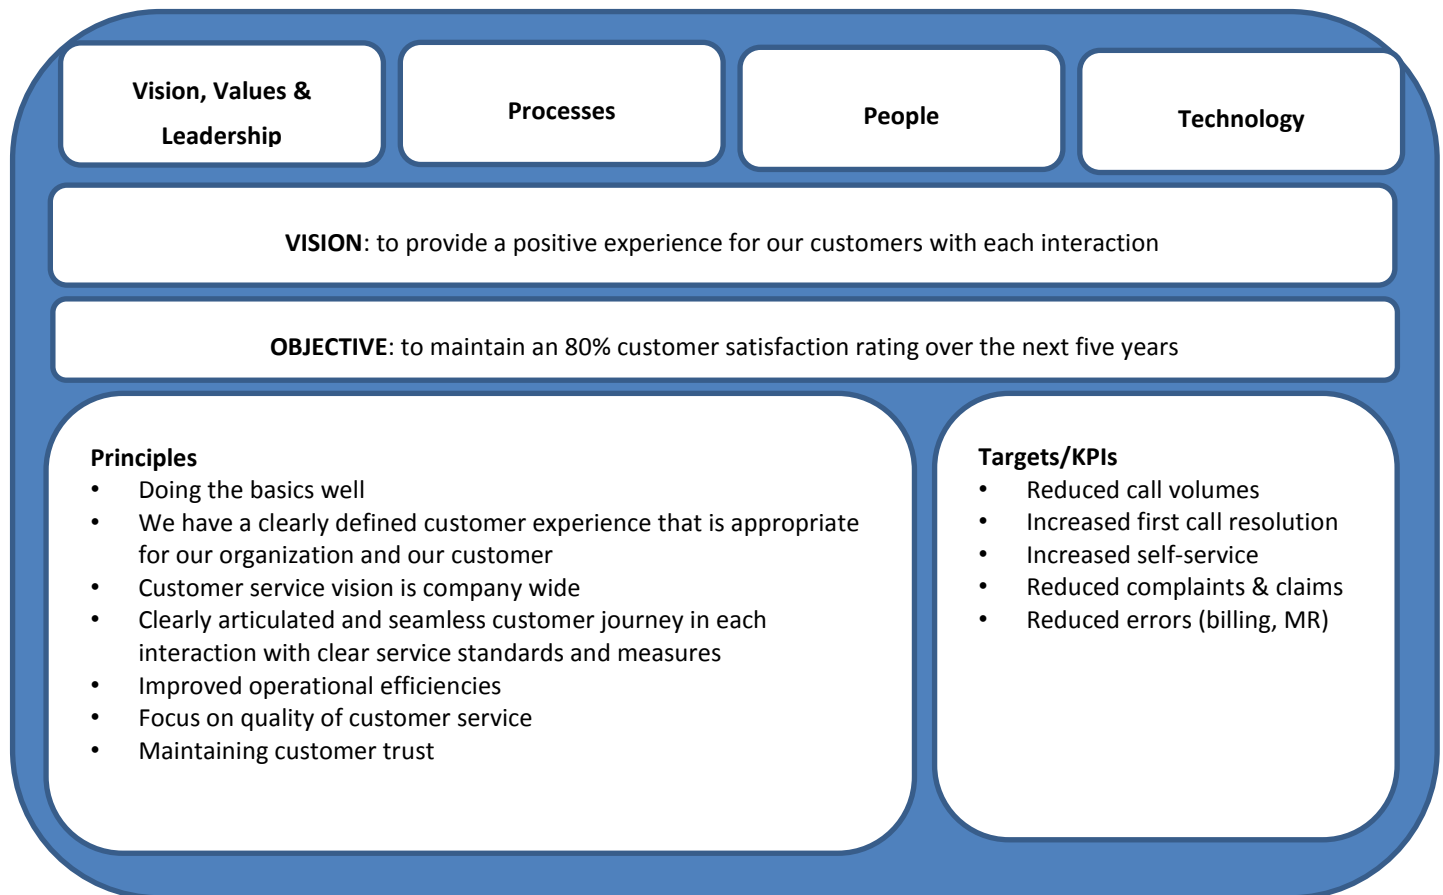 Vision, Values &
Leadership
Processes
People
Technology
VISION: to provide a positive experience for our customers with each interaction
OBJECTIVE: to maintain an 80% customer satisfaction rating over the next five years
Principles
• Doing the basics well
• We have a clearly defined customer experience that is appropriate
for our organization and our customer
• Customer service vision is company wide
• Clearly articulated and seamless customer journey in each
interaction with clear service standards and measures
• Improved operational efficiencies
• Focus on quality of customer service
• Maintaining customer trust
Targets/KPIs
• Reduced call volumes
• Increased first call resolution
• Increased self-service
• Reduced complaints & claims
• Reduced errors (billing, MR)